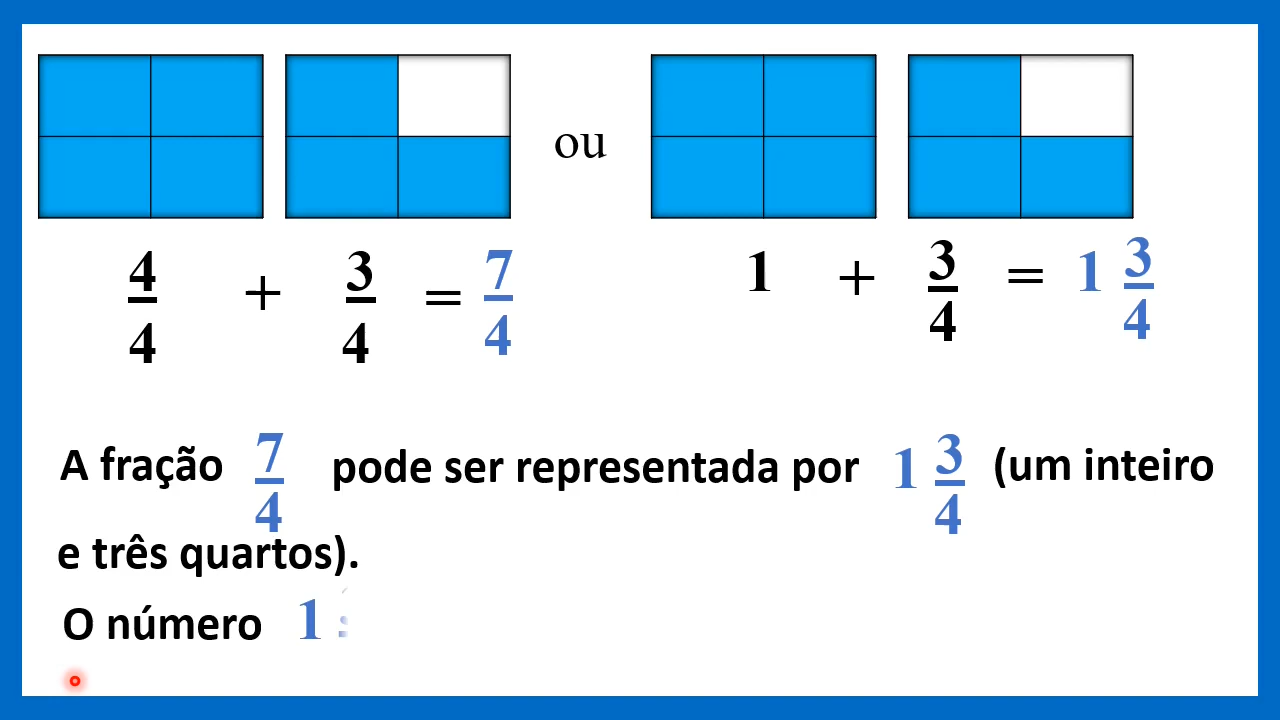 ou
4/4 + 3/4 = 7/4
1 + 3/4 = 1 3/4
A fração 7/4 pode ser representada por 1 3/4 (um inteiro
e três quartos).
O número 1